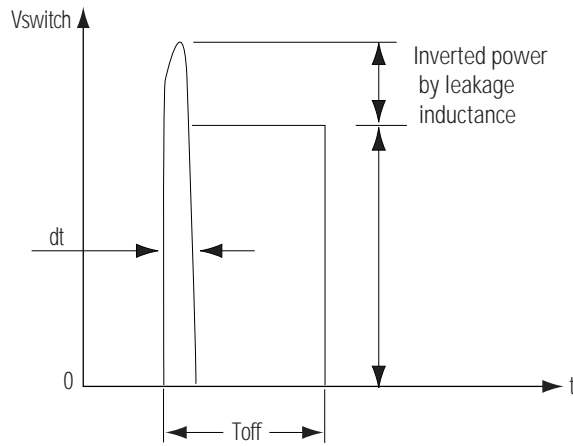 Vswitch
Inverted power
by leakage
inductance
dt
0
t
Toff